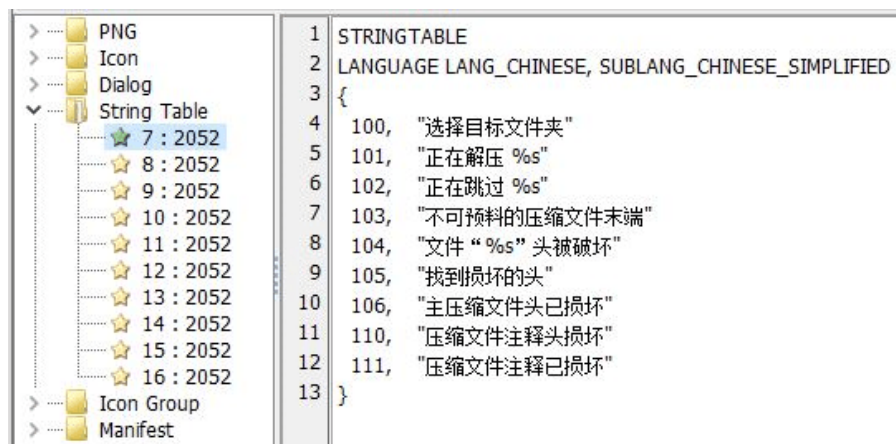 PNG
Icon
Dialog
String Table
7 : 2052
8 : 2052
9 : 2052
10 : 2052
11 : 2052
12 : 2052
13 : 2052
14 : 2052
15 : 2052
16 : 2052
Icon Group
Manifest
1 STRINGTABLE
2 LANGUAGE LANG_CHINESE, SUBLANG_CHINESE_SIMPLIFIED
3 {
4 100, "选择目标文件夹"
5 101, "正在解压 %s"
6 102, "正在跳过 %s"
7 103, "不可预料的压缩文件末端"
8 104, "文件“%s”头被破坏"
9 105, "找到损坏的头"
10 106, "主压缩文件头已损坏"
11 110, "压缩文件注释头损坏"
12 111, "压缩文件注释已损坏"
13 }